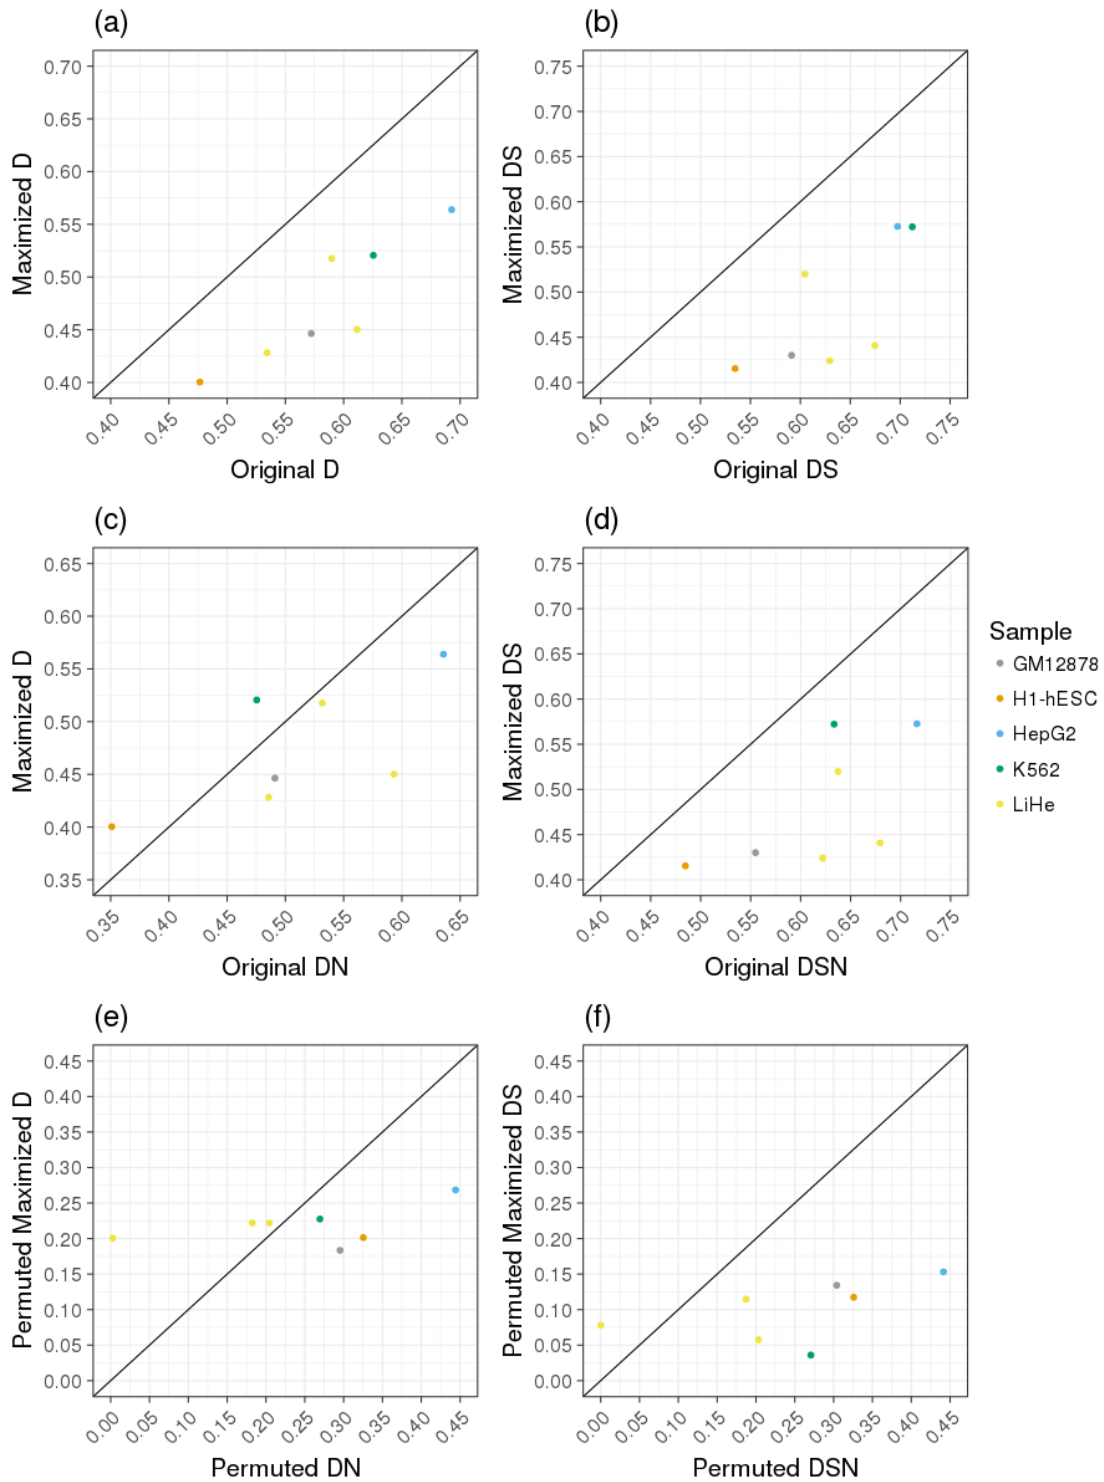 (a)
Maximized D
0.70
0.65
0.60
0.55
0.50
0.45
0.40
0.40 0.45 0.50 0.55 0.60 0.65 0.70
Original D
(b)
Maximized DS
0.75
0.70
0.65
0.60
0.55
0.50
0.45
0.40
0.40 0.45 0.50 0.55 0.60 0.65 0.70 0.75
Original DS
(c)
Maximized D
0.65
0.60
0.55
0.50
0.45
0.40
0.35
0.35 0.40 0.45 0.50 0.55 0.60 0.65
Original DN
(d)
Maximized DS
0.75
0.70
0.65
0.60
0.55
0.50
0.45
0.40
0.40 0.45 0.50 0.55 0.60 0.65 0.70 0.75
Original DSN
Sample
GM12878
H1-hESC
HepG2
K562
LiHe
(e)
Permuted Maximized D
0.45
0.40
0.35
0.30
0.25
0.20
0.15
0.10
0.05
0.00
0.00 0.05 0.10 0.15 0.20 0.25 0.30 0.35 0.40 0.45
Permuted DN
(f)
Permuted Maximized DS
0.45
0.40
0.35
0.30
0.25
0.20
0.15
0.10
0.05
0.00
0.00 0.05 0.10 0.15 0.20 0.25 0.30 0.35 0.40 0.45
Permuted DSN